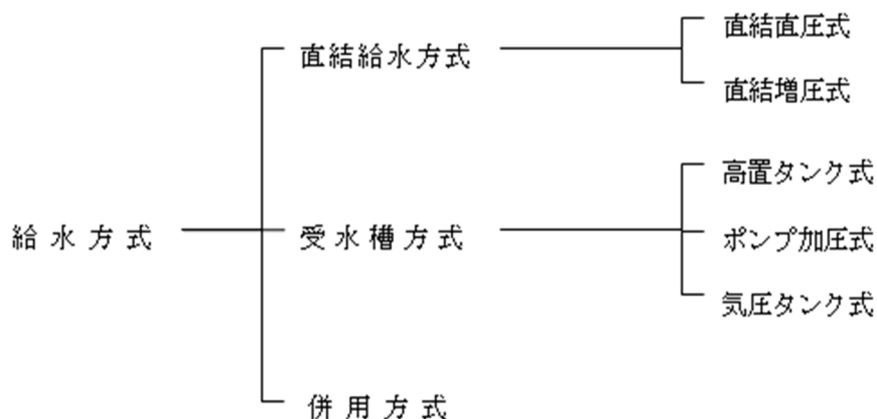 給水方式
直結給水方式
直結直圧式
直結増圧式
受水槽方式
高置タンク式
ポンプ加圧式
気圧タンク式
併用方式